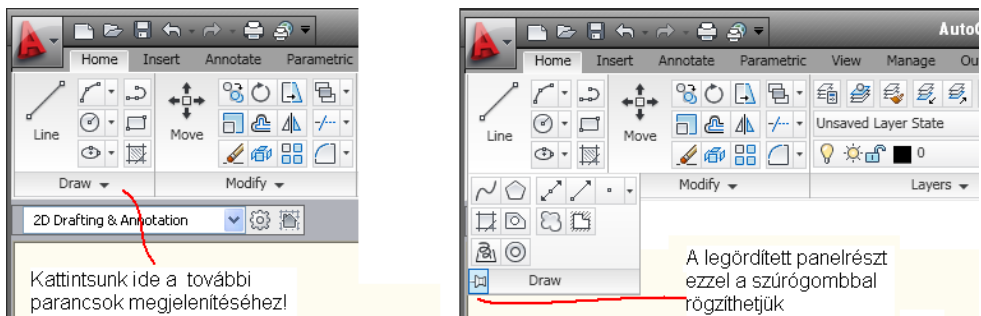 Home Insert Annotate Parametric
Line
Move
Draw Modify
2D Drafting & Annotation
Kattintsunk ide a további
parancsok megjelenítéséhez!
AutoC
Home Insert Annotate Parametric View Manage Ou
Line
Move
Unsaved Layer State
0
Modify Layers
Draw
A legördített panelrészt
ezzel a szúrógombbal
rögzíthetjük